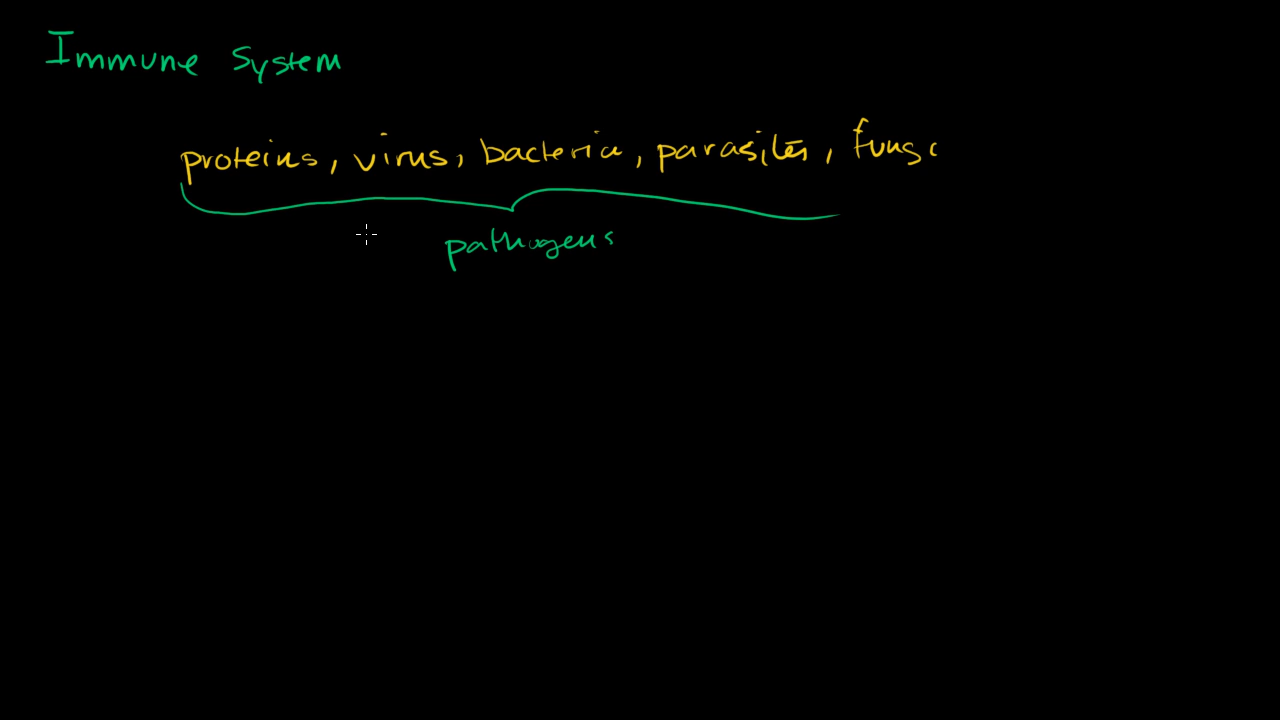 Immune System
proteins, virus, bacteria, parasites, fungi
pathogens